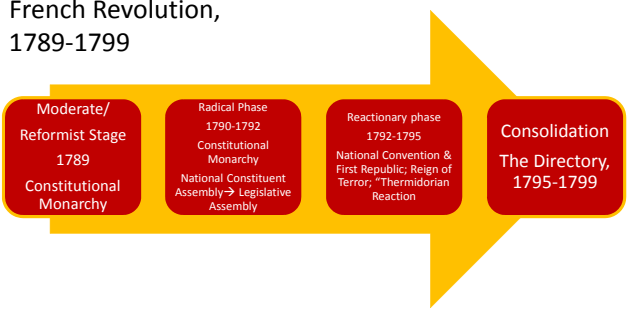 French Revolution,
1789-1799
Moderate/
Reformist Stage
1789
Constitutional
Monarchy
Radical Phase
1790-1792
Constitutional
Monarchy
National Constituent
Assembly→ Legislative
Assembly
Reactionary phase
1792-1795
National Convention &
First Republic; Reign of
Terror; “Thermidorian
Reaction
Consolidation
The Directory,
1795-1799